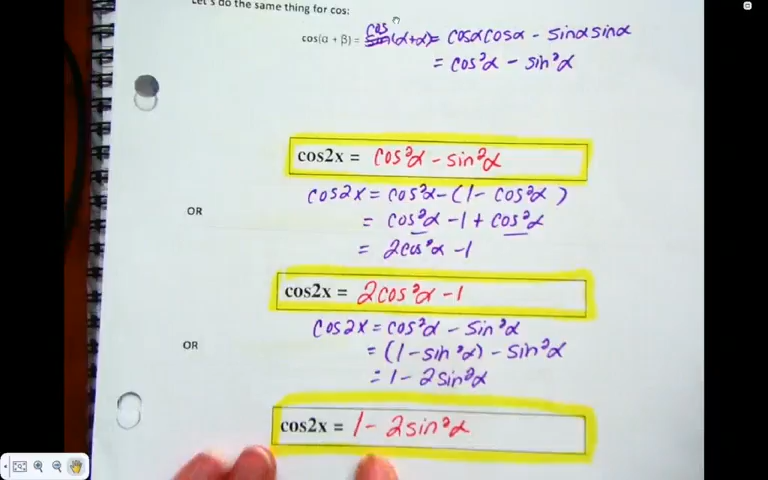 Let's do the same thing for cos:
cos
cos(α + β) = sin(α+α) = cosαcosα - sinαsinα
= cos²α - sin²α
cos2x = cos²α - sin²α
cos2x = cos²α - (1 - cos²α)
OR
= cos²α - 1 + cos²α
= 2cos²α - 1
cos2x = 2cos²α - 1
cos2x = cos²α - sin²α
OR
= (1 - sin²α) - sin²α
= 1 - 2sin²α
cos2x = 1 - 2sin²α